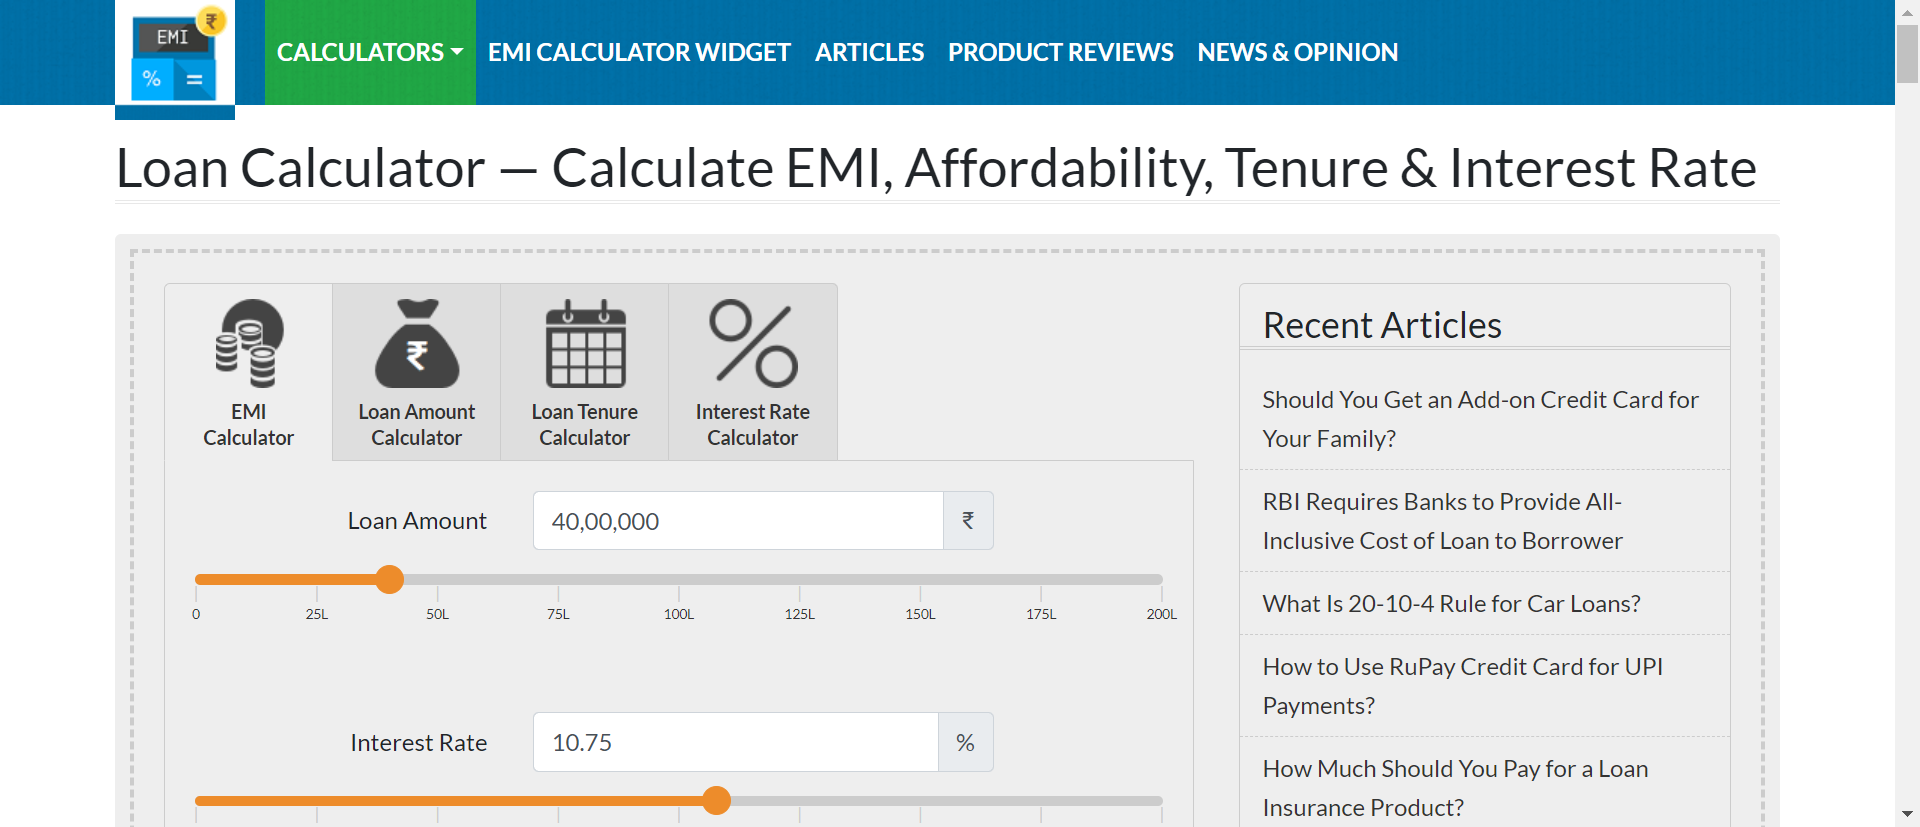 EMI
₹
%
=
CALCULATORS
EMI CALCULATOR WIDGET
ARTICLES
PRODUCT REVIEWS
NEWS & OPINION
Loan Calculator — Calculate EMI, Affordability, Tenure & Interest Rate
EMI
Calculator
₹
Loan Amount
Calculator
Loan Tenure
Calculator
Interest Rate
Calculator
Loan Amount
40,00,000
₹
0 25L 50L 75L 100L 125L 150L 175L 200L
Interest Rate
10.75
%
Recent Articles
Should You Get an Add-on Credit Card for
Your Family?
RBI Requires Banks to Provide All-
Inclusive Cost of Loan to Borrower
What Is 20-10-4 Rule for Car Loans?
How to Use RuPay Credit Card for UPI
Payments?
How Much Should You Pay for a Loan
Insurance Product?